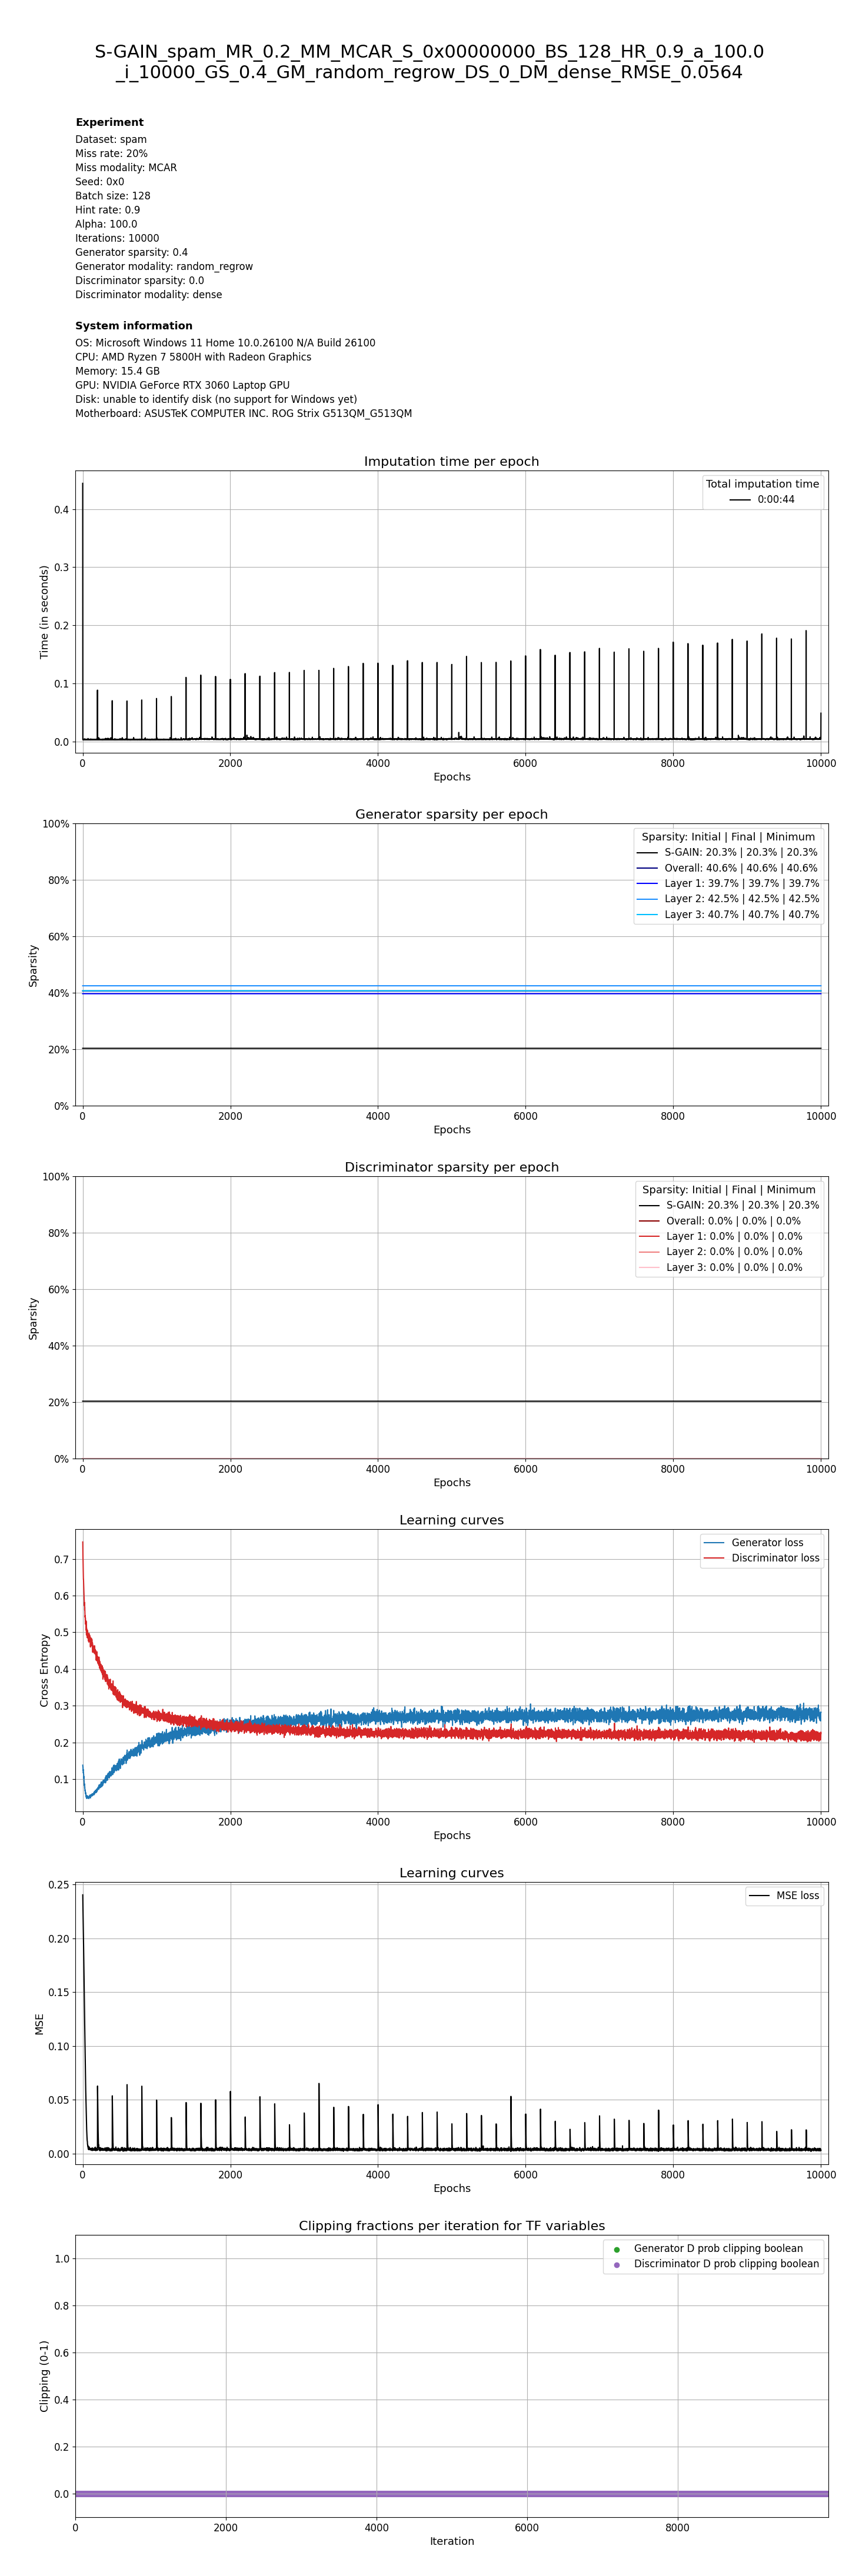 S-GAIN_spam_MR_0.2_MM_MCAR_S_0x00000000_BS_128_HR_0.9_a_100.0
_i_10000_GS_0.4_GM_random_regrow_DS_0_DM_dense_RMSE_0.0564
Experiment
Dataset: spam
Miss rate: 20%
Miss modality: MCAR
Seed: 0x0
Batch size: 128
Hint rate: 0.9
Alpha: 100.0
Iterations: 10000
Generator sparsity: 0.4
Generator modality: random_regrow
Discriminator sparsity: 0.0
Discriminator modality: dense
System information
OS: Microsoft Windows 11 Home 10.0.26100 N/A Build 26100
CPU: AMD Ryzen 7 5800H with Radeon Graphics
Memory: 15.4 GB
GPU: NVIDIA GeForce RTX 3060 Laptop GPU
Disk: unable to identify disk (no support for Windows yet)
Motherboard: ASUSTeK COMPUTER INC. ROG Strix G513QM_G513QM
Imputation time per epoch
Total imputation time
0:00:44
Time (in seconds)
0.4
0.3
0.2
0.1
0.0
0 2000 4000 6000 8000 10000
Epochs
Generator sparsity per epoch
Sparsity: Initial | Final | Minimum
S-GAIN: 20.3% | 20.3% | 20.3%
Overall: 40.6% | 40.6% | 40.6%
Layer 1: 39.7% | 39.7% | 39.7%
Layer 2: 42.5% | 42.5% | 42.5%
Layer 3: 40.7% | 40.7% | 40.7%
Sparsity
100%
80%
60%
40%
20%
0%
0 2000 4000 6000 8000 10000
Epochs
Discriminator sparsity per epoch
Sparsity: Initial | Final | Minimum
S-GAIN: 20.3% | 20.3% | 20.3%
Overall: 0.0% | 0.0% | 0.0%
Layer 1: 0.0% | 0.0% | 0.0%
Layer 2: 0.0% | 0.0% | 0.0%
Layer 3: 0.0% | 0.0% | 0.0%
Sparsity
100%
80%
60%
40%
20%
0%
0 2000 4000 6000 8000 10000
Epochs
Learning curves
Generator loss
Discriminator loss
Cross Entropy
0.7
0.6
0.5
0.4
0.3
0.2
0.1
0 2000 4000 6000 8000 10000
Epochs
Learning curves
MSE loss
MSE
0.25
0.20
0.15
0.10
0.05
0.00
0 2000 4000 6000 8000 10000
Epochs
Clipping fractions per iteration for TF variables
Generator D prob clipping boolean
Discriminator D prob clipping boolean
Clipping (0-1)
1.0
0.8
0.6
0.4
0.2
0.0
0 2000 4000 6000 8000
Iteration